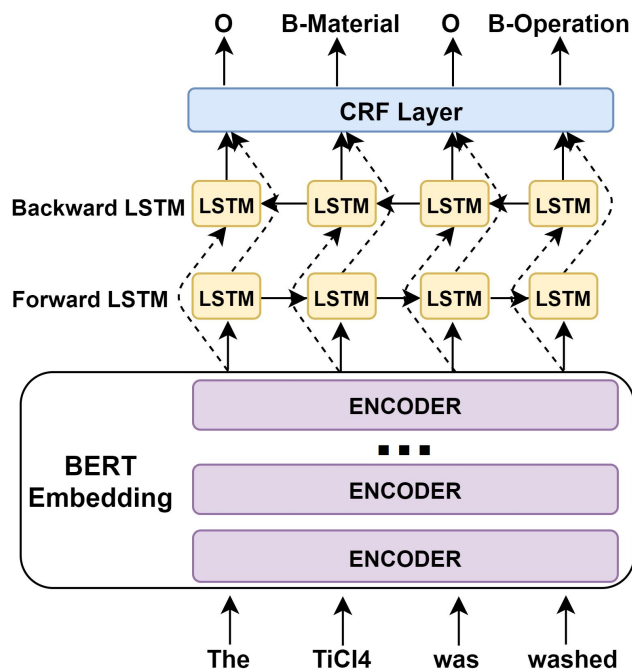 O B-Material O B-Operation
CRF Layer
Backward LSTM LSTM LSTM LSTM LSTM
Forward LSTM LSTM LSTM LSTM LSTM
ENCODER
BERT
Embedding
ENCODER
ENCODER
The TiCl4 was washed